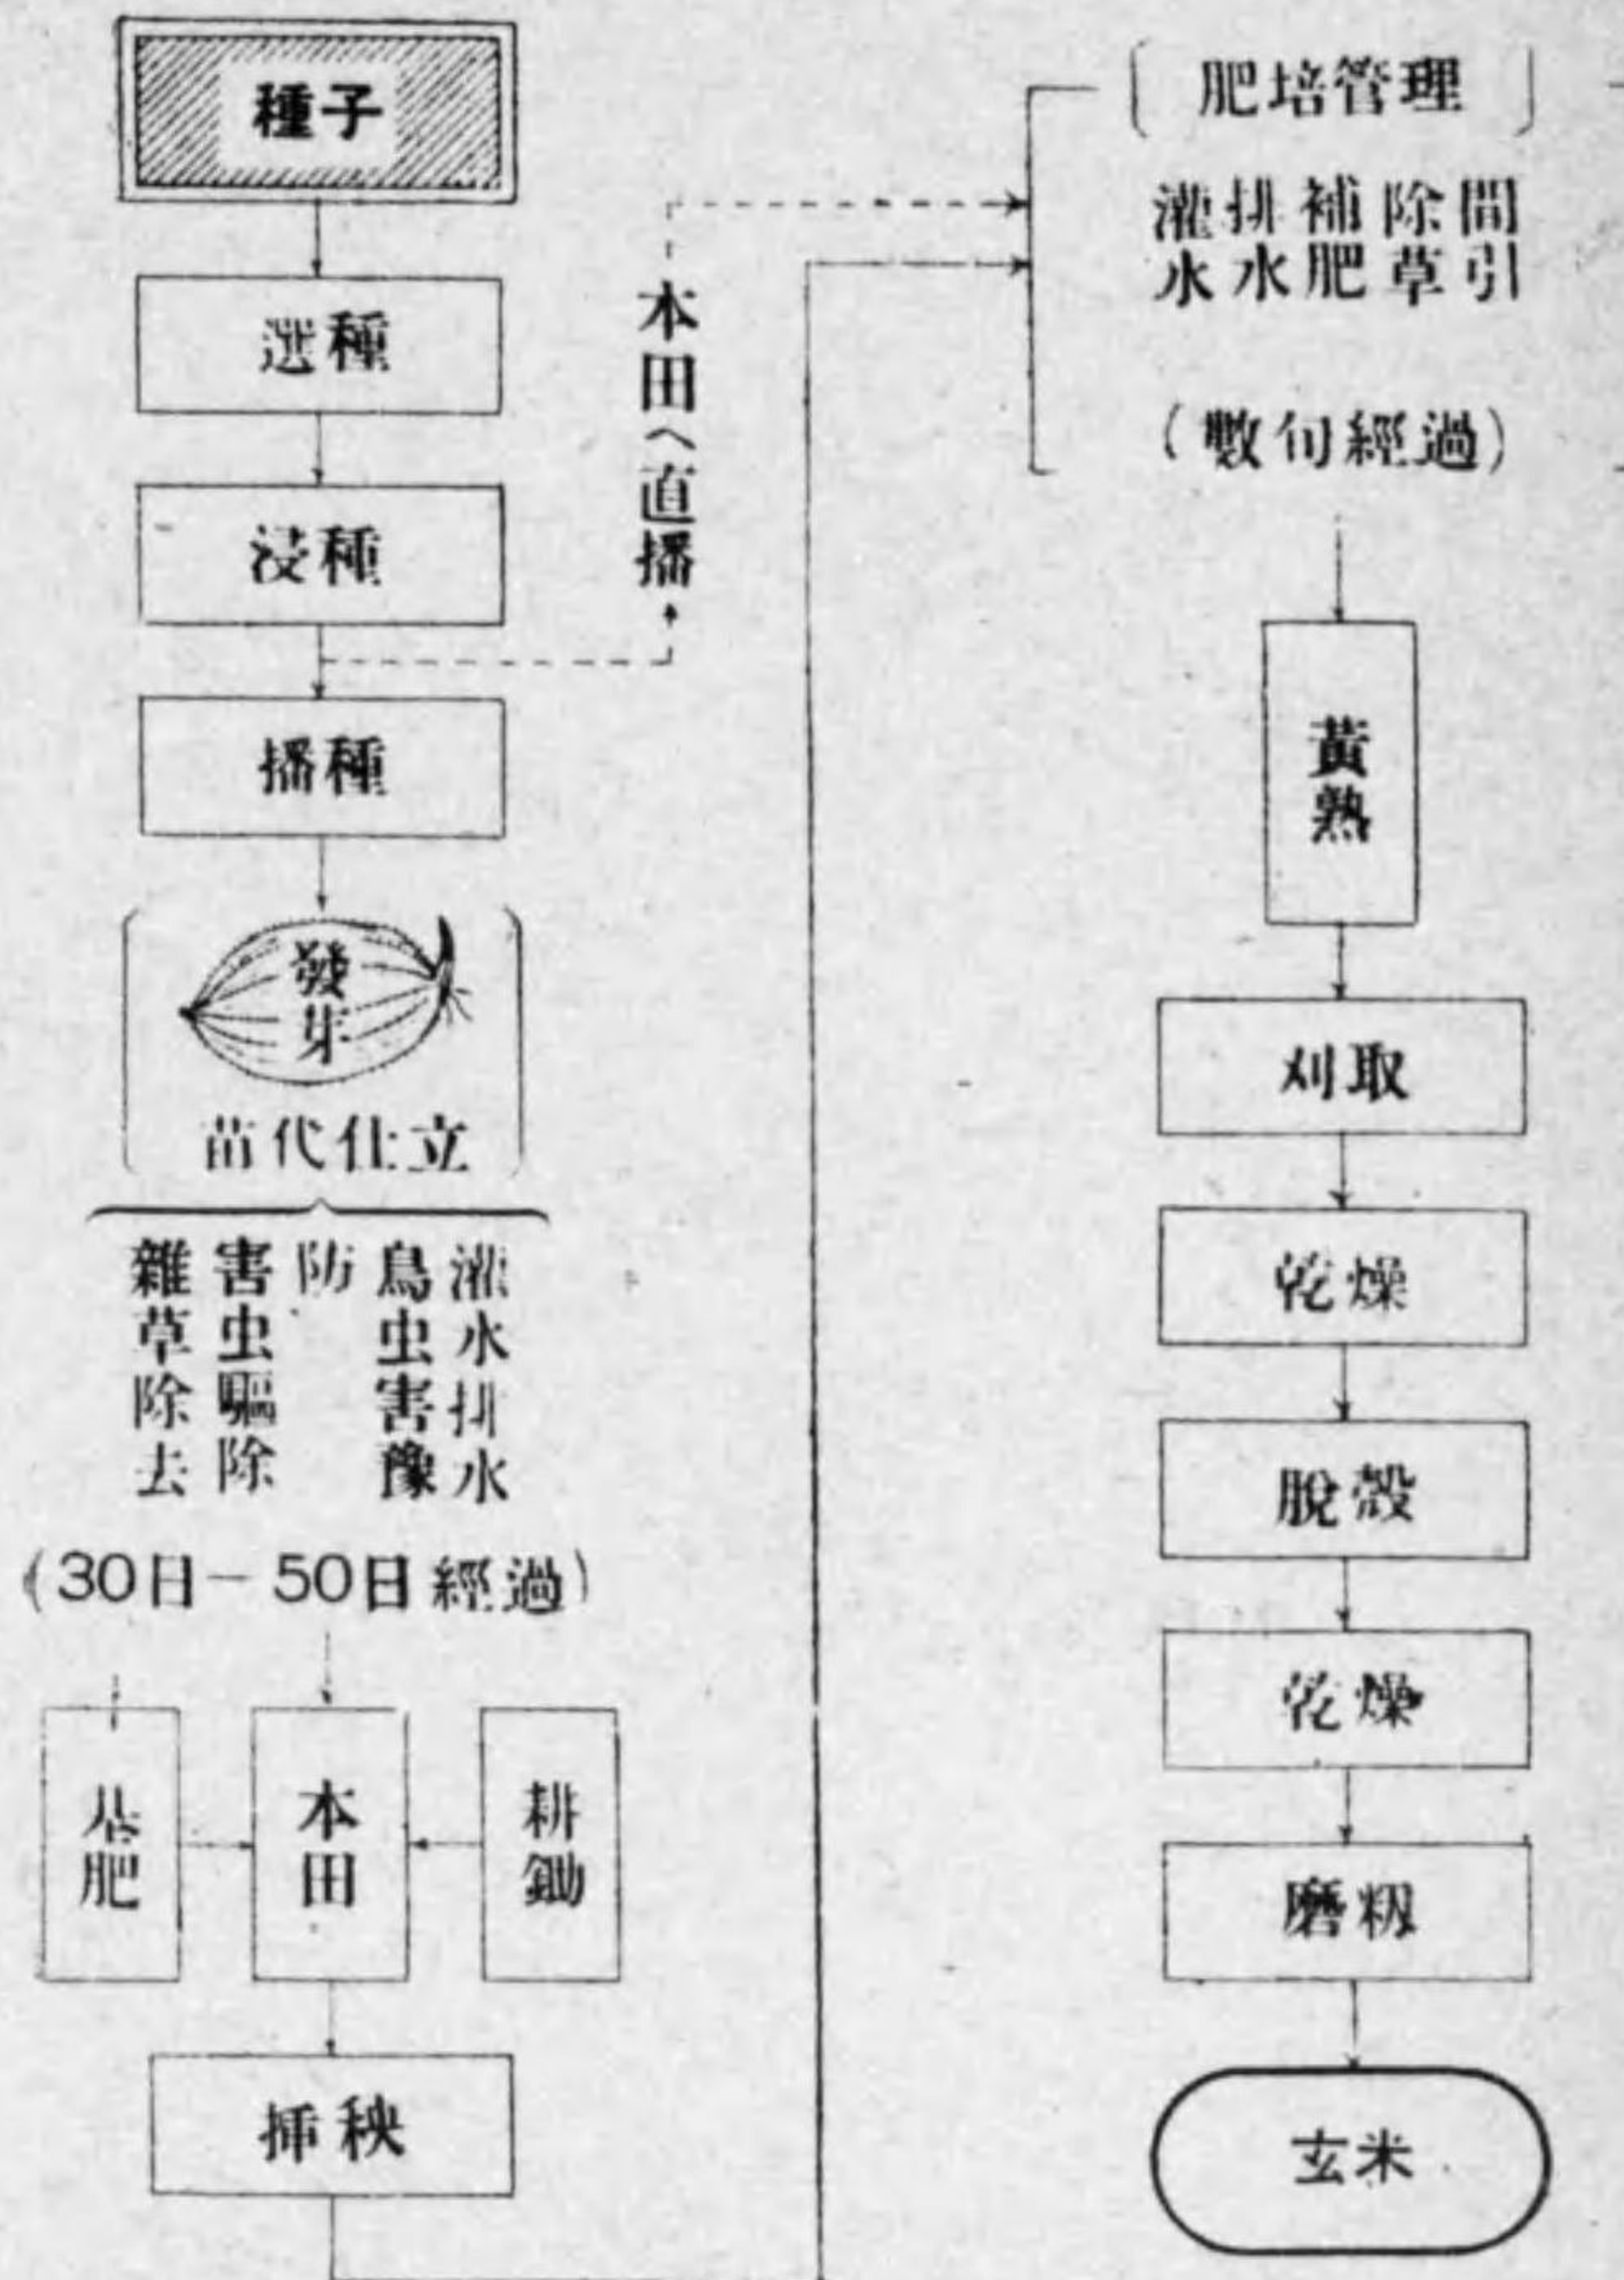 種子
選種
浸種
播種
發芽
苗代仕立
灌水排水
鳥虫害豫
防
害虫驅除
雜草除去
(30日－50日經過)
基肥
本田
耕鋤
挿秧
本田へ直播
〔肥培管理〕
間引
除草
補肥
排水
灌水
(數旬經過)
黃熟
刈取
乾燥
脫殼
乾燥
磨籾
玄米